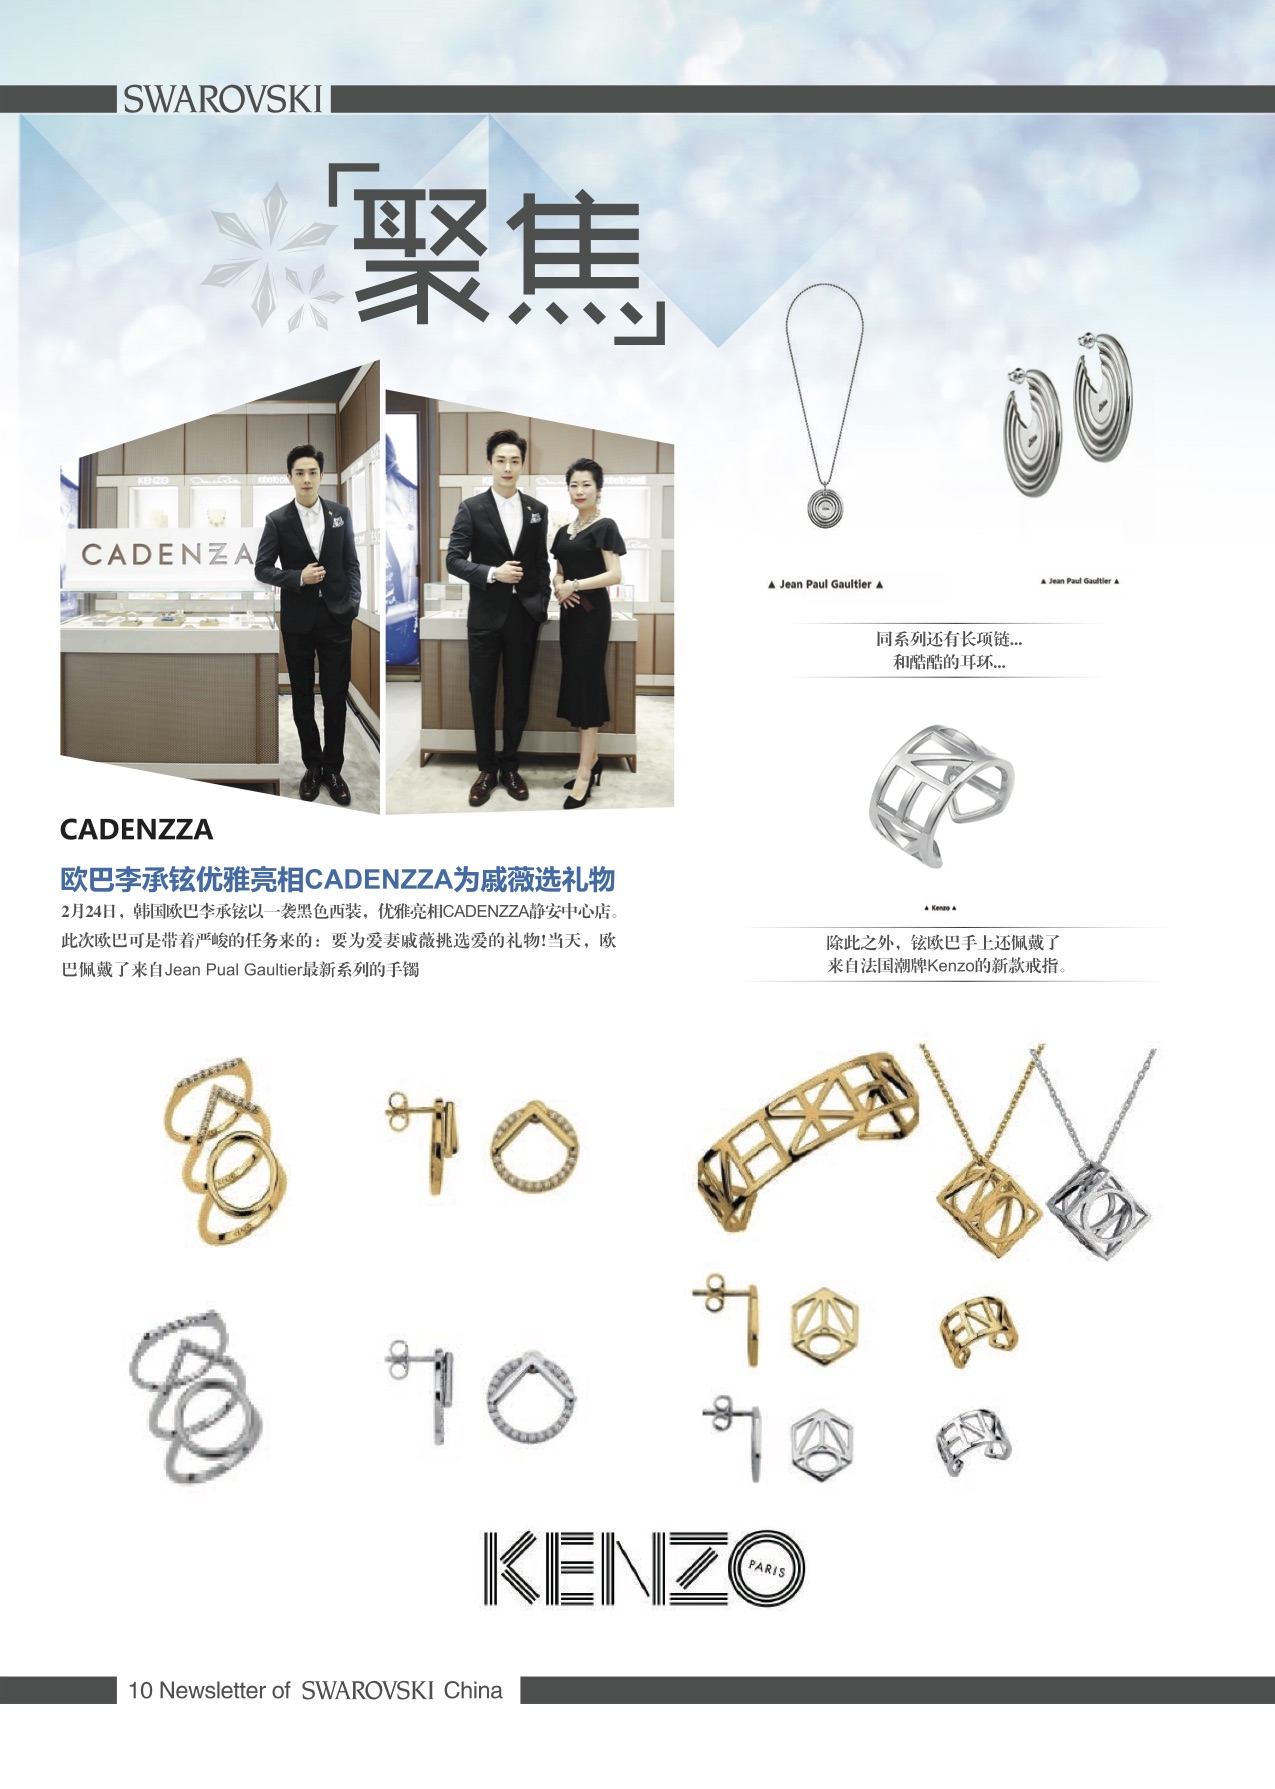 SWAROVSKI
「聚焦」
KENZO
roberto cavalli
KENZO
roberto cavalli
CADENZZA
▲ Jean Paul Gaultier ▲
▲ Jean Paul Gaultier ▲
同系列还有长项链...
和酷酷的耳环...
▲ Kenzo ▲
除此之外，铉欧巴手上还佩戴了
来自法国潮牌Kenzo的新款戒指。
CADENZZA
欧巴李承铉优雅亮相CADENZZA为戚薇选礼物
2月24日，韩国欧巴李承铉以一袭黑色西装，优雅亮相CADENZZA静安中心店。
此次欧巴可是带着严峻的任务来的：要为爱妻戚薇挑选爱的礼物!当天，欧
巴佩戴了来自Jean Pual Gaultier最新系列的手镯
KENZO
PARIS
10 Newsletter of SWAROVSKI China